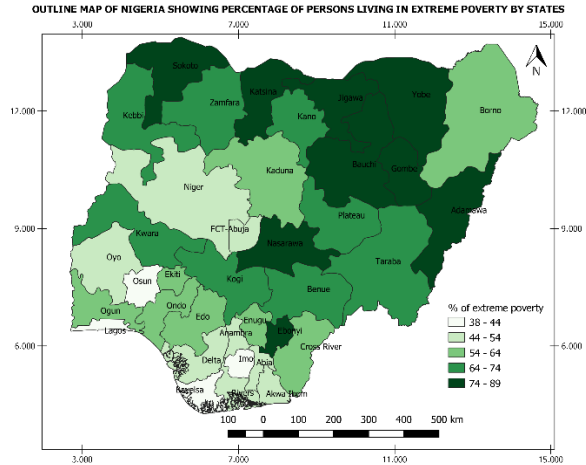 OUTLINE MAP OF NIGERIA SHOWING PERCENTAGE OF PERSONS LIVING IN EXTREME POVERTY BY STATES
3.000 7.000 11.000 15.000
N
Sokoto
Katsina
Jigawa
Yobe
Zamfara
Borno
12.000 12.000
Kebbi
Kano
Bauchi
Gombe
Kaduna
Niger
Adamawa
Plateau
9.000 9.000
FCT-Abuja
Kwara
Nasarawa
Oyo
Taraba
Osun
Ekiti
Kogi
Benue
Ondo
Ogun
Edo
Enugu
Lagos
Anambra
Ebonyi
Cross River
Delta
Imo
Abia
Bayelsa
Rivers
Akwa Ibom
6.000 6.000
% of extreme poverty
38 - 44
44 - 54
54 - 64
64 - 74
74 - 89
100 0 100 200 300 400 500 km
3.000 7.000 11.000 15.000